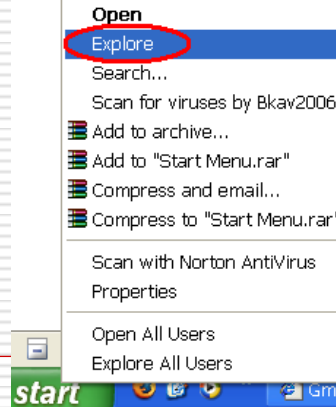 Open
Explore
Search...
Scan for viruses by Bkav2006
Add to archive...
Add to "Start Menu.rar"
Compress and email...
Compress to "Start Menu.rar"
Scan with Norton AntiVirus
Properties
Open All Users
Explore All Users
start
Gm